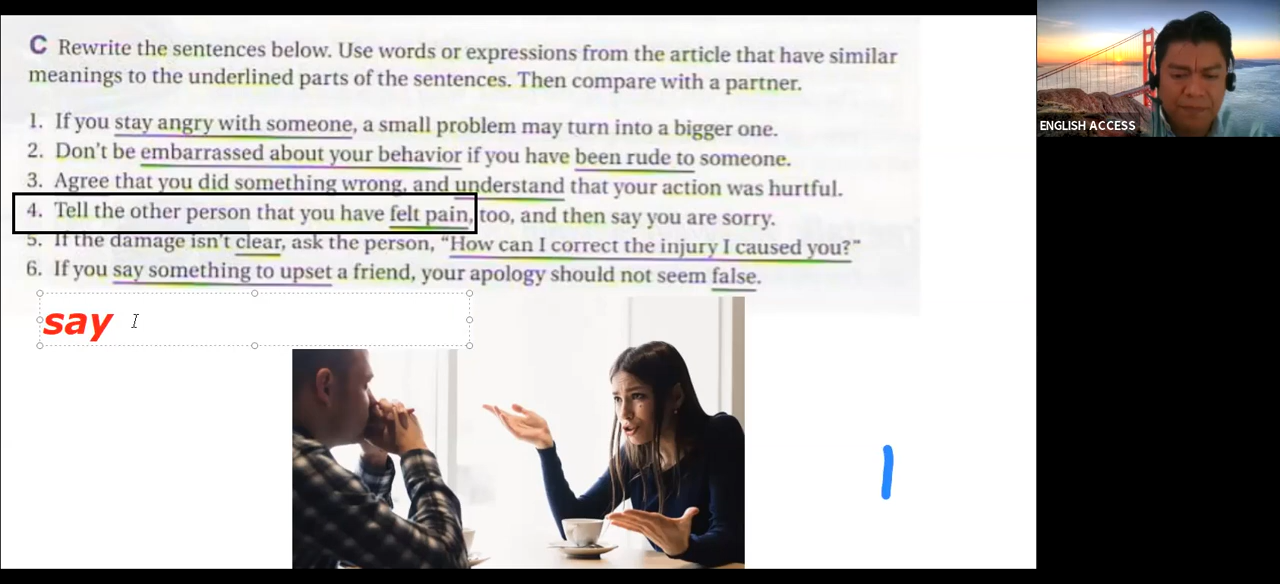 C Rewrite the sentences below. Use words or expressions from the article that have similar
meanings to the underlined parts of the sentences. Then compare with a partner.
1. If you stay angry with someone, a small problem may turn into a bigger one.
2. Don't be embarrassed about your behavior if you have been rude to someone.
3. Agree that you did something wrong, and understand that your action was hurtful.
4. Tell the other person that you have felt pain, too, and then say you are sorry.
5. If the damage isn't clear, ask the person, "How can I correct the injury I caused you?"
6. If you say something to upset a friend, your apology should not seem false.
say
ENGLISH ACCESS